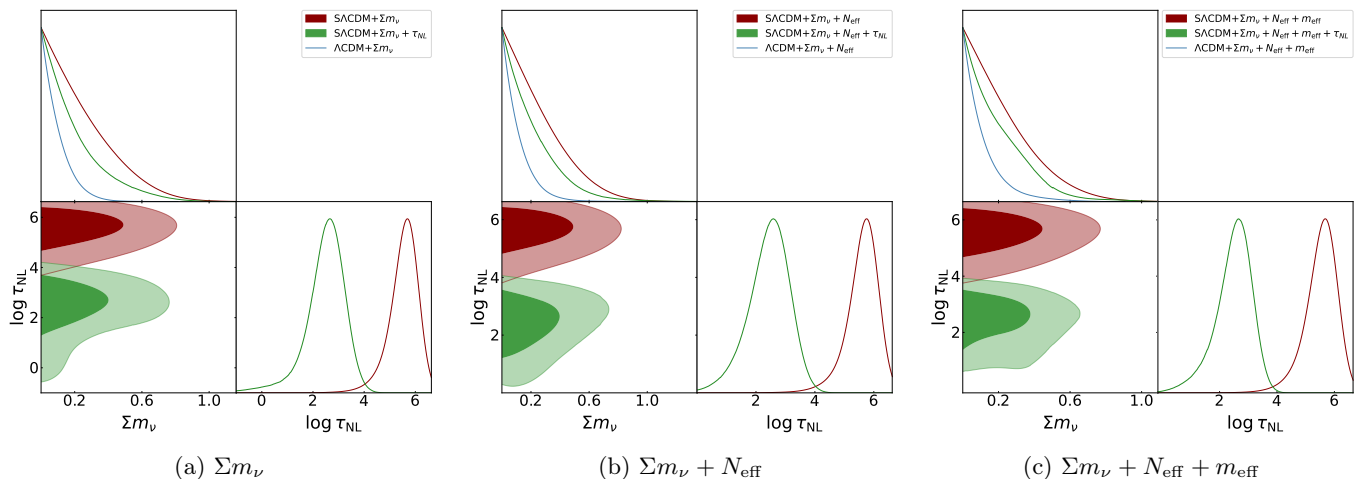 SΛCDM+Σmν
SΛCDM+Σmν + τNL
ΛCDM+Σmν
log τNL
6
4
2
0
0.2 0.6 1.0
Σmν
0 2 4 6
log τNL
(a) Σmν
SΛCDM+Σmν + Neff
SΛCDM+Σmν + Neff + τNL
ΛCDM+Σmν + Neff
log τNL
6
4
2
0.2 0.6 1.0
Σmν
2 4 6
log τNL
(b) Σmν + Neff
SΛCDM+Σmν + Neff + meff
SΛCDM+Σmν + Neff + meff + τNL
ΛCDM+Σmν + Neff + meff
log τNL
6
4
2
0.2 0.6 1.0
Σmν
2 4 6
log τNL
(c) Σmν + Neff + meff